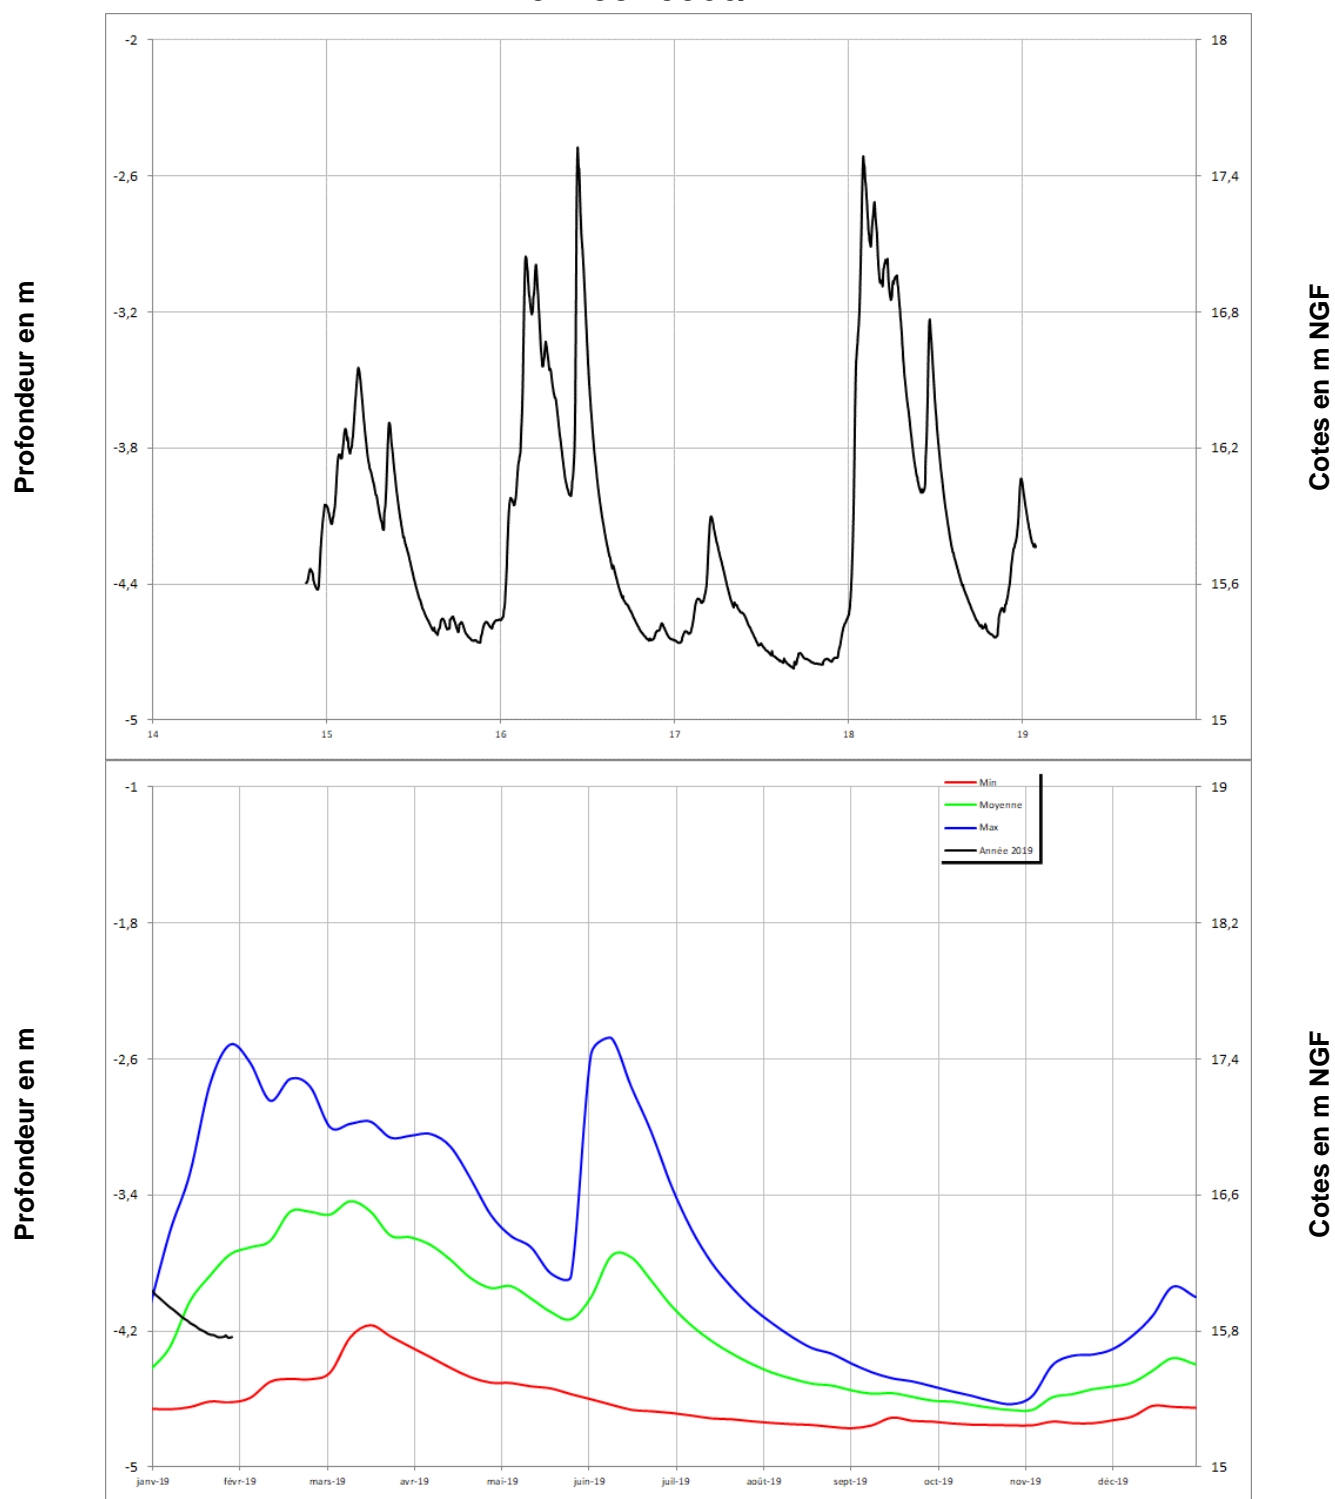 -2
18
-2,6
17,4
-3,2
16,8
-3,8
16,2
-4,4
15,6
-5
15
14
15
16
17
18
19
Profondeur en m
Cotes en m NGF
Min
Moyenne
Max
Année 2019
-1
19
-1,8
18,2
-2,6
17,4
-3,4
16,6
-4,2
15,8
-5
15
janv-19
févr-19
mars-19
avr-19
mai-19
juin-19
juil-19
août-19
sept-19
oct-19
nov-19
déc-19
Profondeur en m
Cotes en m NGF